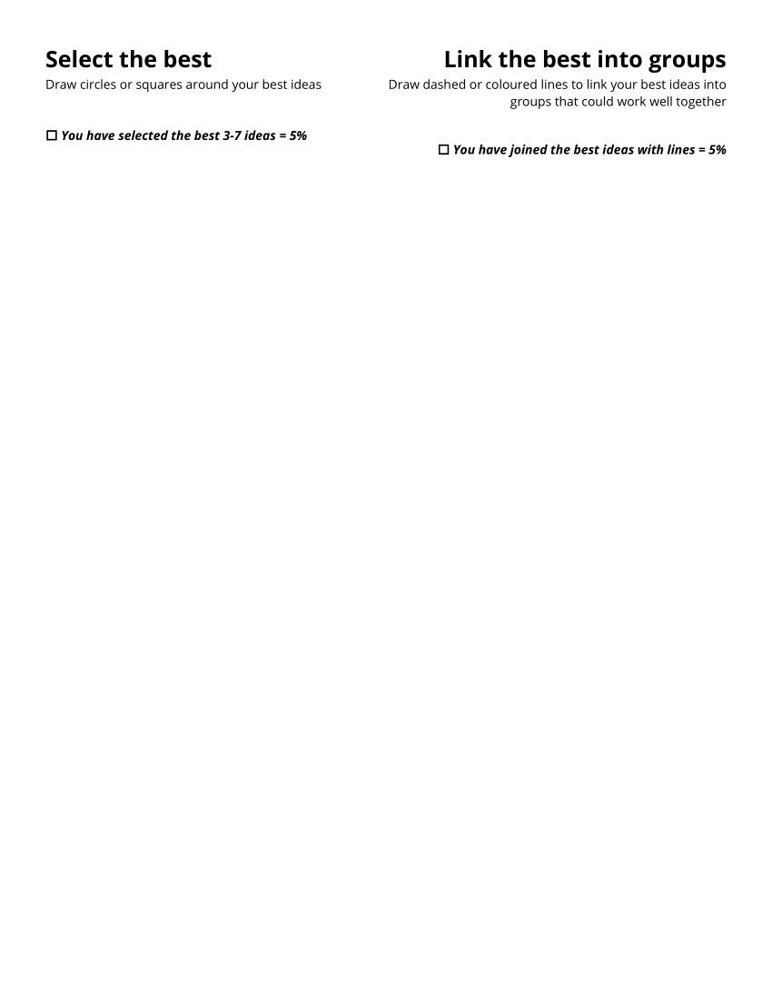 Select the best
Draw circles or squares around your best ideas
☐ You have selected the best 3-7 ideas = 5%
Link the best into groups
Draw dashed or coloured lines to link your best ideas into
groups that could work well together
☐ You have joined the best ideas with lines = 5%